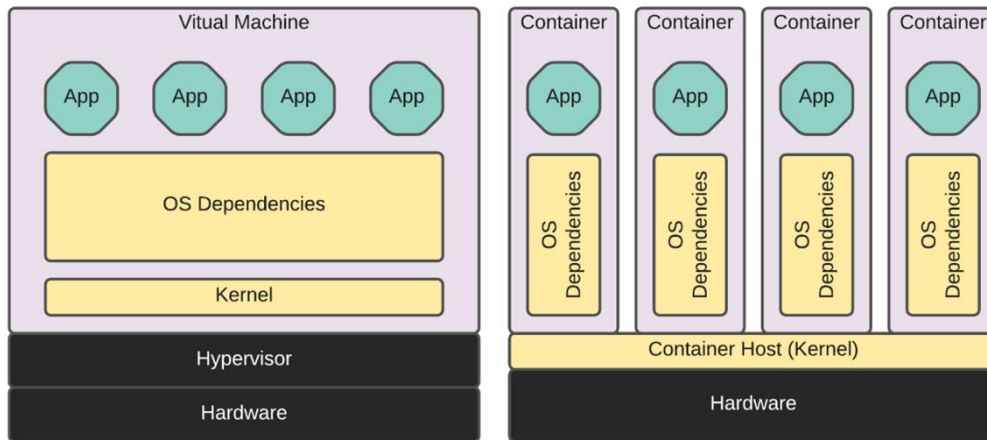 Vitual Machine
App
App
App
App
OS Dependencies
Kernel
Hypervisor
Hardware
Container
Container
Container
Container
App
App
App
App
OS
Dependencies
OS
Dependencies
OS
Dependencies
OS
Dependencies
Container Host (Kernel)
Hardware